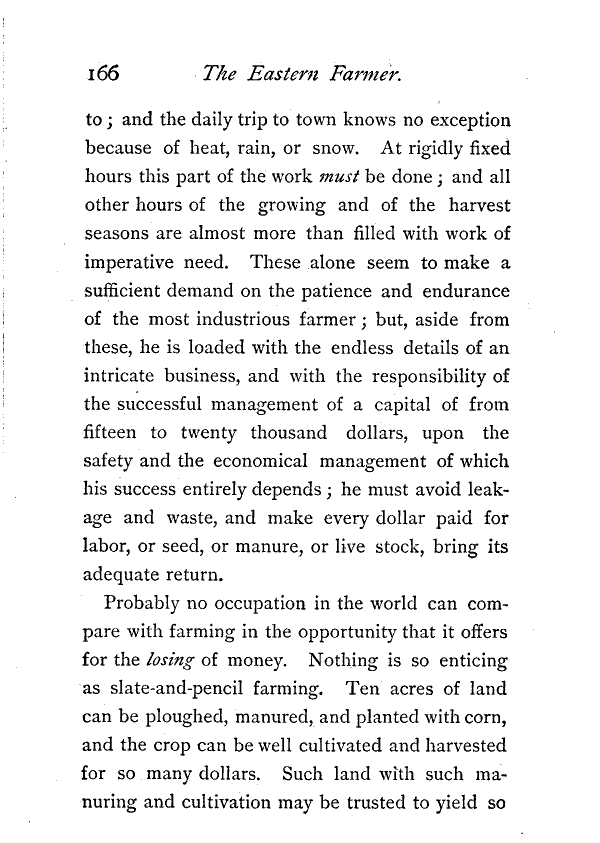 166 The Eastern Farmer.
to; and the daily trip to town knows no exception
because of heat, rain, or snow. At rigidly fixed
hours this part of the work must be done; and all
other hours of the growing and of the harvest
seasons are almost more than filled with work of
imperative need. These alone seem to make a
sufficient demand on the patience and endurance
of the most industrious farmer; but, aside from
these, he is loaded with the endless details of an
intricate business, and with the responsibility of
the successful management of a capital of from
fifteen to twenty thousand dollars, upon the
safety and the economical management of which
his success entirely depends; he must avoid leak-
age and waste, and make every dollar paid for
labor, or seed, or manure, or live stock, bring its
adequate return.
Probably no occupation in the world can com-
pare with farming in the opportunity that it offers
for the losing of money. Nothing is so enticing
as slate-and-pencil farming. Ten acres of land
can be ploughed, manured, and planted with corn,
and the crop can be well cultivated and harvested
for so many dollars. Such land with such ma-
nuring and cultivation may be trusted to yield so